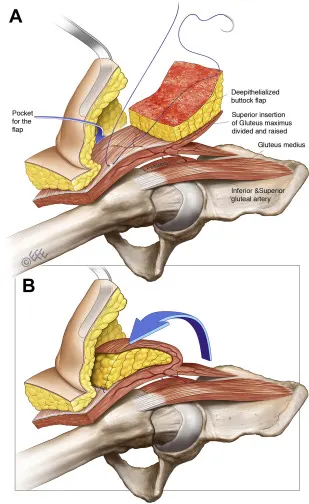 A
Deepithelialized
buttock flap
Superior insertion
of Gluteus maximus
divided and raised
Pocket
for the
flap
Gluteus medius
Inferior &Superior
gluteal artery
©EFE
B